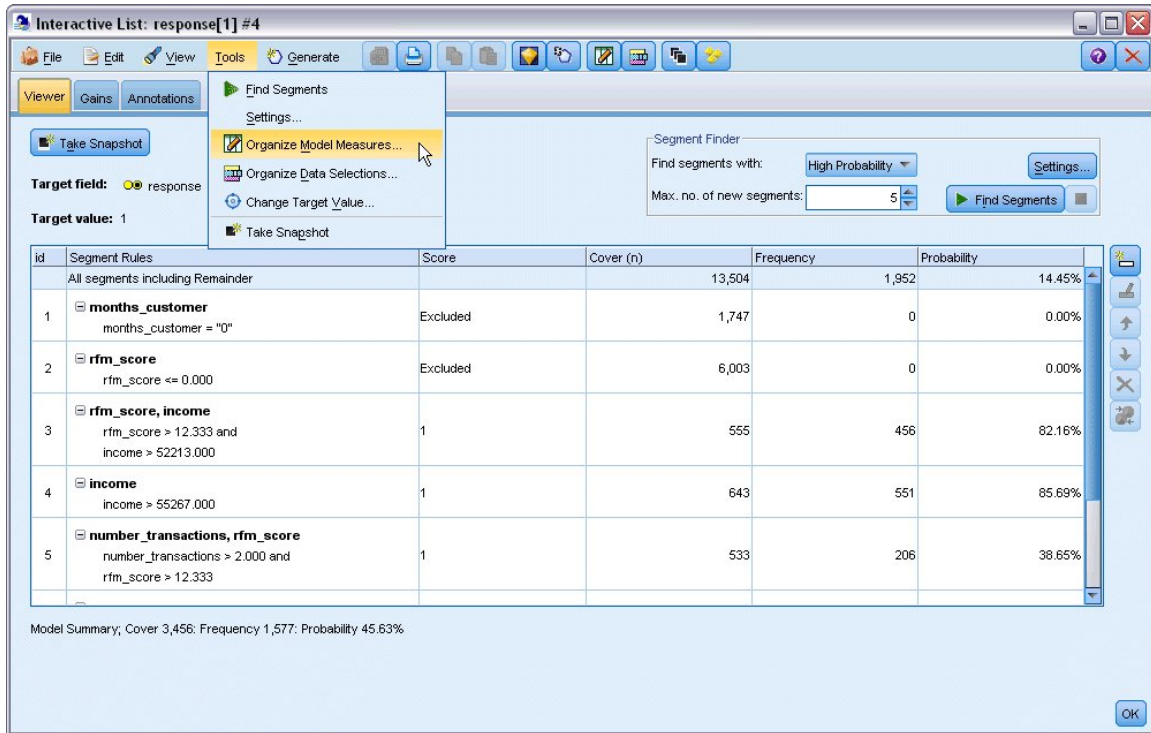 Interactive List: response[1] #4
File Edit View Tools Generate
Viewer Gains Annotations
Find Segments
Settings...
Organize Model Measures...
Organize Data Selections...
Change Target Value...
Take Snapshot
Take Snapshot
Target field: response
Target value: 1
Segment Finder
Find segments with: High Probability Settings...
Max. no. of new segments: 5 Find Segments
id Segment Rules Score Cover (n) Frequency Probability
All segments including Remainder 13,504 1,952 14.45%
months_customer
1 Excluded 1,747 0 0.00%
months_customer = "0"
rfm_score
2 Excluded 6,003 0 0.00%
rfm_score <= 0.000
rfm_score, income
3 rfm_score > 12.333 and 1 555 456 82.16%
income > 52213.000
income
4 1 643 551 85.69%
income > 55267.000
number_transactions, rfm_score
5 number_transactions > 2.000 and 1 533 206 38.65%
rfm_score > 12.333
Model Summary; Cover 3,456: Frequency 1,577: Probability 45.63%
OK